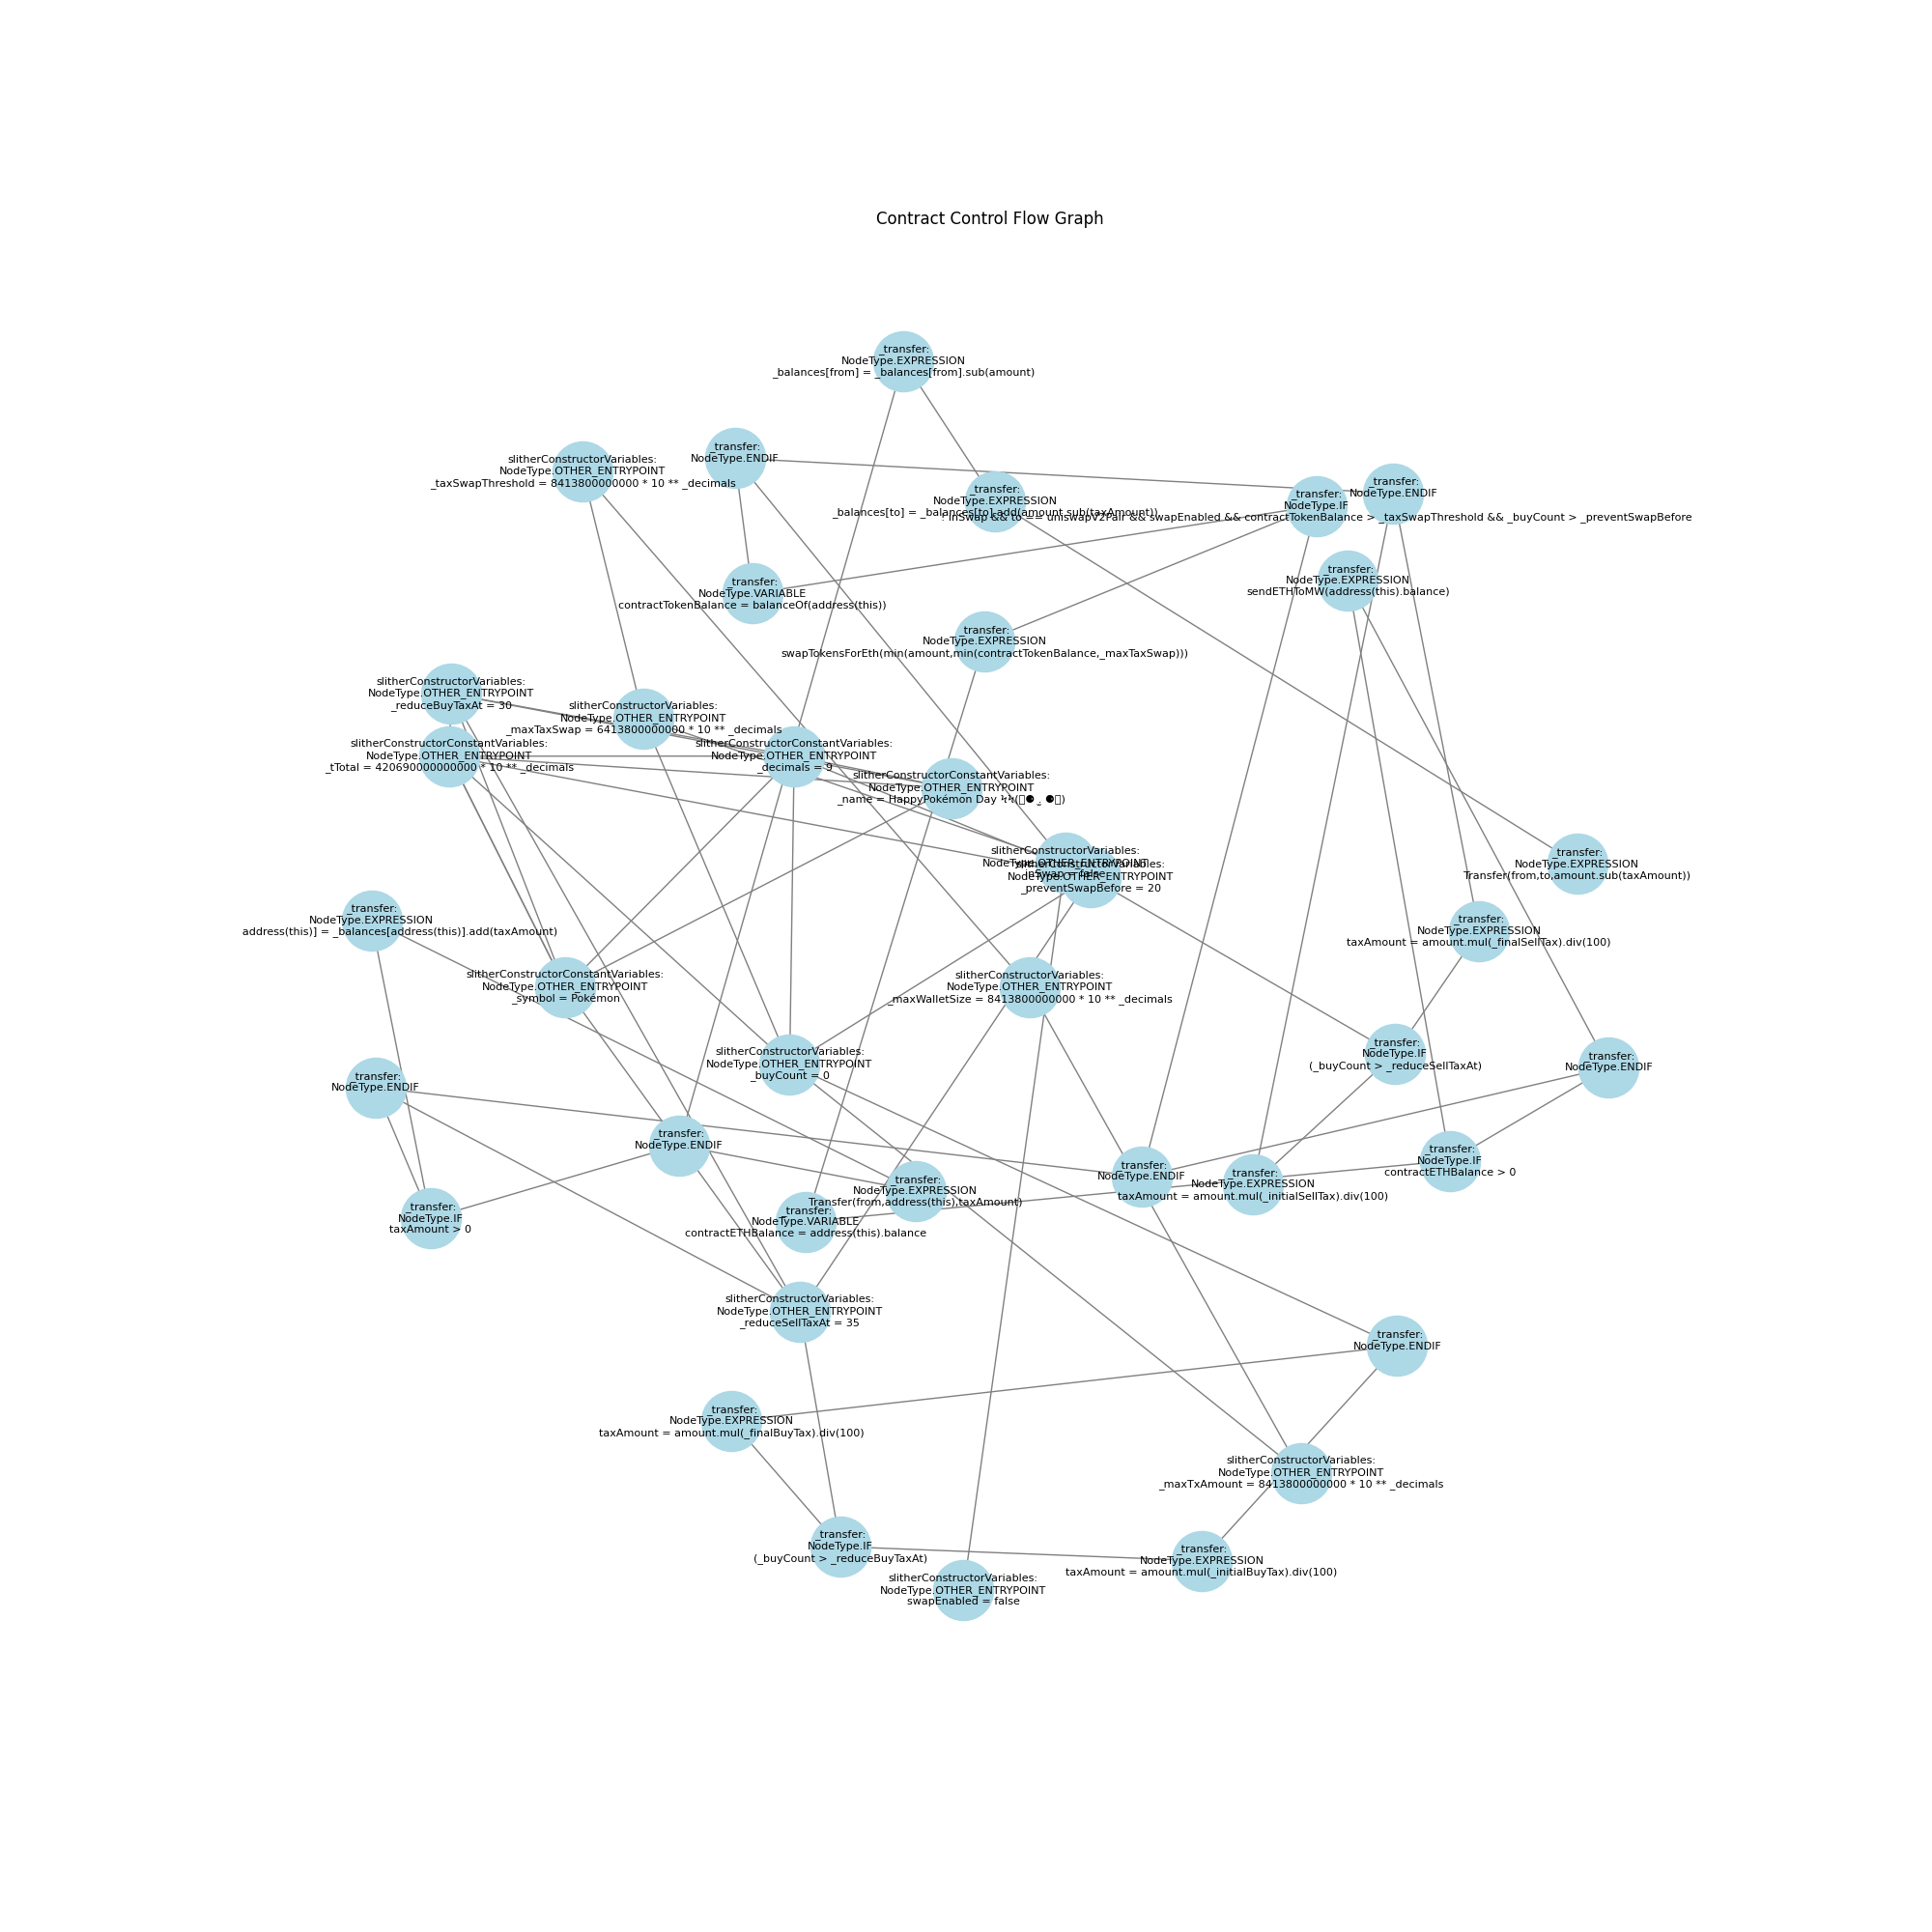 Contract Control Flow Graph
_transfer:
NodeType.EXPRESSION
_balances[from] = _balances[from].sub(amount)
_transfer:
NodeType.ENDIF
slitherConstructorVariables:
NodeType.OTHER_ENTRYPOINT
_taxSwapThreshold = 8413800000000 * 10 ** _decimals
_transfer:
NodeType.EXPRESSION
_balances[to] = _balances[to].add(amount.sub(taxAmount))
_transfer:
NodeType.IF
! inSwap && to == uniswapV2Pair && swapEnabled && contractTokenBalance > _taxSwapThreshold && _buyCount > _preventSwapBefore
_transfer:
NodeType.ENDIF
_transfer:
NodeType.EXPRESSION
sendETHToMW(address(this).balance)
_transfer:
NodeType.VARIABLE
contractTokenBalance = balanceOf(address(this))
_transfer:
NodeType.EXPRESSION
swapTokensForEth(min(amount,min(contractTokenBalance,_maxTaxSwap)))
slitherConstructorVariables:
NodeType.OTHER_ENTRYPOINT
_reduceBuyTaxAt = 30
slitherConstructorVariables:
NodeType.OTHER_ENTRYPOINT
_maxTaxSwap = 6413800000000 * 10 ** _decimals
slitherConstructorConstantVariables:
NodeType.OTHER_ENTRYPOINT
_tTotal = 420690000000000 * 10 ** _decimals
slitherConstructorConstantVariables:
NodeType.OTHER_ENTRYPOINT
_decimals = 9
slitherConstructorConstantVariables:
NodeType.OTHER_ENTRYPOINT
_name = HappyPokémon Day
slitherConstructorVariables:
NodeType.OTHER_ENTRYPOINT
inSwap = false
slitherConstructorVariables:
NodeType.OTHER_ENTRYPOINT
_preventSwapBefore = 20
_transfer:
NodeType.EXPRESSION
Transfer(from,to,amount.sub(taxAmount))
_transfer:
NodeType.EXPRESSION
address(this)] = _balances[address(this)].add(taxAmount)
_transfer:
NodeType.EXPRESSION
taxAmount = amount.mul(_finalSellTax).div(100)
slitherConstructorConstantVariables:
NodeType.OTHER_ENTRYPOINT
_symbol = Pokémon
slitherConstructorVariables:
NodeType.OTHER_ENTRYPOINT
_maxWalletSize = 8413800000000 * 10 ** _decimals
slitherConstructorVariables:
NodeType.OTHER_ENTRYPOINT
_buyCount = 0
_transfer:
NodeType.IF
(_buyCount > _reduceSellTaxAt)
_transfer:
NodeType.ENDIF
_transfer:
NodeType.ENDIF
_transfer:
NodeType.ENDIF
_transfer:
NodeType.ENDIF
_transfer:
NodeType.IF
contractETHBalance > 0
_transfer:
NodeType.EXPRESSION
Transfer(from,address(this),taxAmount)
_transfer:
NodeType.EXPRESSION
taxAmount = amount.mul(_initialSellTax).div(100)
_transfer:
NodeType.IF
taxAmount > 0
_transfer:
NodeType.VARIABLE
contractETHBalance = address(this).balance
slitherConstructorVariables:
NodeType.OTHER_ENTRYPOINT
_reduceSellTaxAt = 35
_transfer:
NodeType.ENDIF
_transfer:
NodeType.EXPRESSION
taxAmount = amount.mul(_finalBuyTax).div(100)
slitherConstructorVariables:
NodeType.OTHER_ENTRYPOINT
_maxTxAmount = 8413800000000 * 10 ** _decimals
_transfer:
NodeType.IF
(_buyCount > _reduceBuyTaxAt)
_transfer:
NodeType.EXPRESSION
taxAmount = amount.mul(_initialBuyTax).div(100)
slitherConstructorVariables:
NodeType.OTHER_ENTRYPOINT
swapEnabled = false